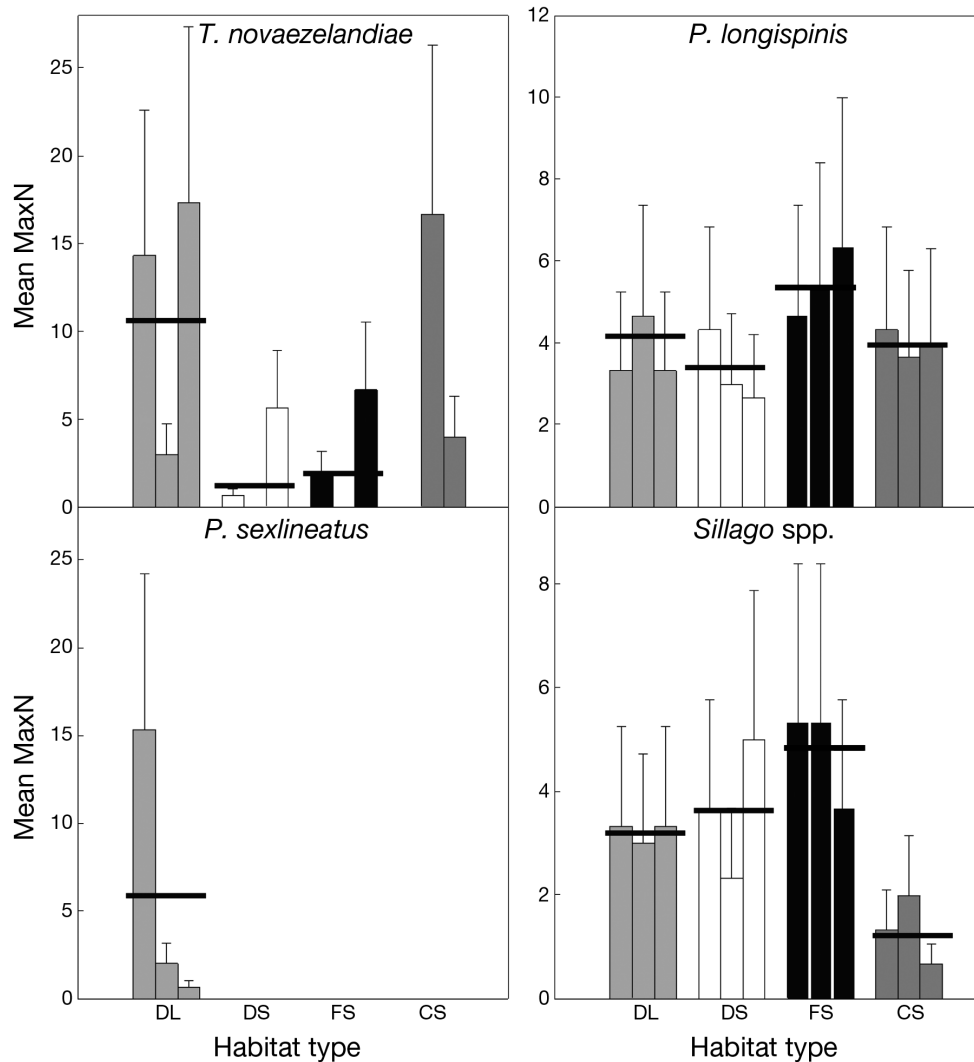 T. novaezelandiae
25
20
15
10
5
0
Mean MaxN
P. longispinis
12
10
8
6
4
2
0
P. sexlineatus
25
20
15
10
5
0
Mean MaxN
DL DS FS CS
Habitat type
Sillago spp.
8
6
4
2
0
DL DS FS CS
Habitat type